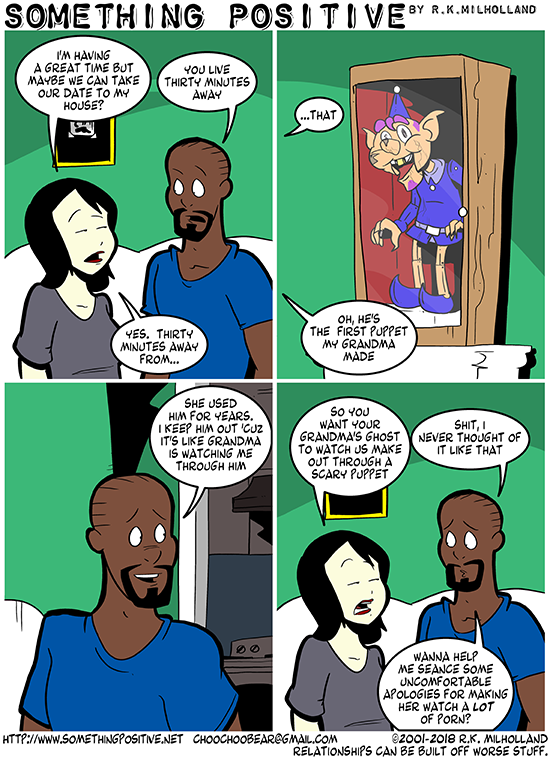 SOMETHING POSITIVE BY R.K.MILHOLLAND
I'M HAVING
A GREAT TIME BUT
MAYBE WE CAN TAKE
OUR DATE TO MY
HOUSE?
YOU LIVE
THIRTY MINUTES
AWAY
YES. THIRTY
MINUTES AWAY
FROM...
...THAT
OH, HE'S
THE FIRST PUPPET
MY GRANDMA
MADE
SHE USED
HIM FOR YEARS.
I KEEP HIM OUT 'CUZ
IT'S LIKE GRANDMA
IS WATCHING ME
THROUGH HIM
SO YOU
WANT YOUR
GRANDMA'S GHOST
TO WATCH US MAKE
OUT THROUGH A
SCARY PUPPET
SHIT, I
NEVER THOUGHT OF
IT LIKE THAT
WANNA HELP
ME SEANCE SOME
UNCOMFORTABLE
APOLOGIES FOR MAKING
HER WATCH A LOT
OF PORN?
HTTP://WWW.SOMETHINGPOSITIVE.NET CHOOCHOOBEAR@GMAIL.COM ©2001-2018 R.K. MILHOLLAND
RELATIONSHIPS CAN BE BUILT OFF WORSE STUFF.